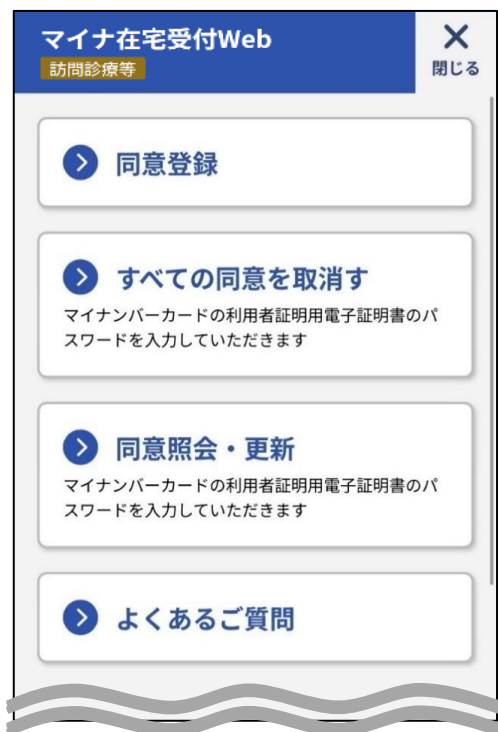 マイナ在宅受付Web
訪問診療等
閉じる
同意登録
すべての同意を取消す
マイナンバーカードの利用者証明用電子証明書のパ
スワードを入力していただきます
同意照会・更新
マイナンバーカードの利用者証明用電子証明書のパ
スワードを入力していただきます
よくあるご質問